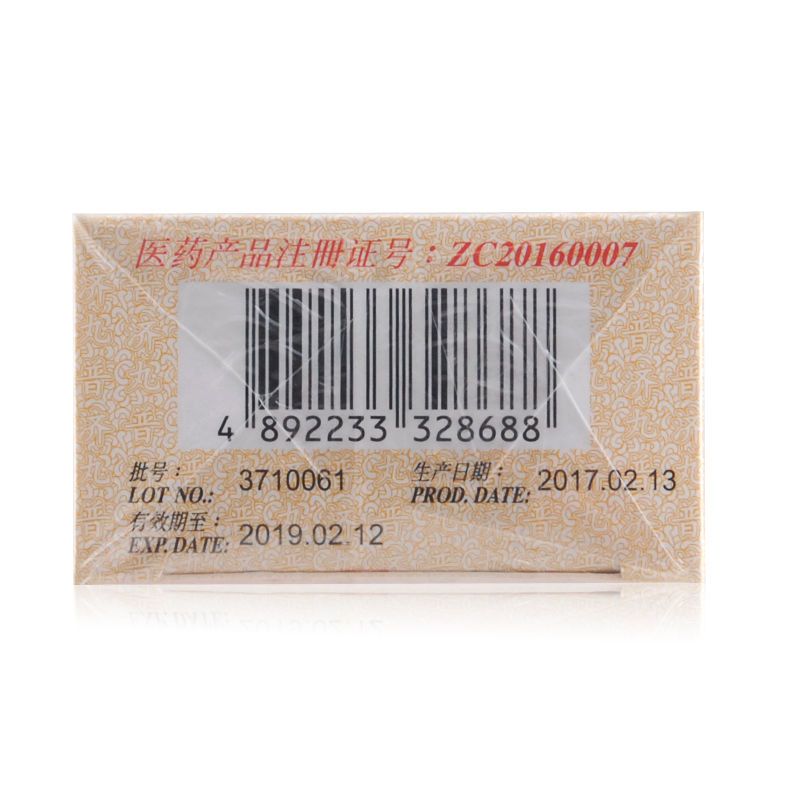 医药产品注册证号：ZC20160007
4 892233 328688
批号： 3710061 生产日期： 2017.02.13
LOT NO.: PROD. DATE:
有效期至： 2019.02.12
EXP. DATE: